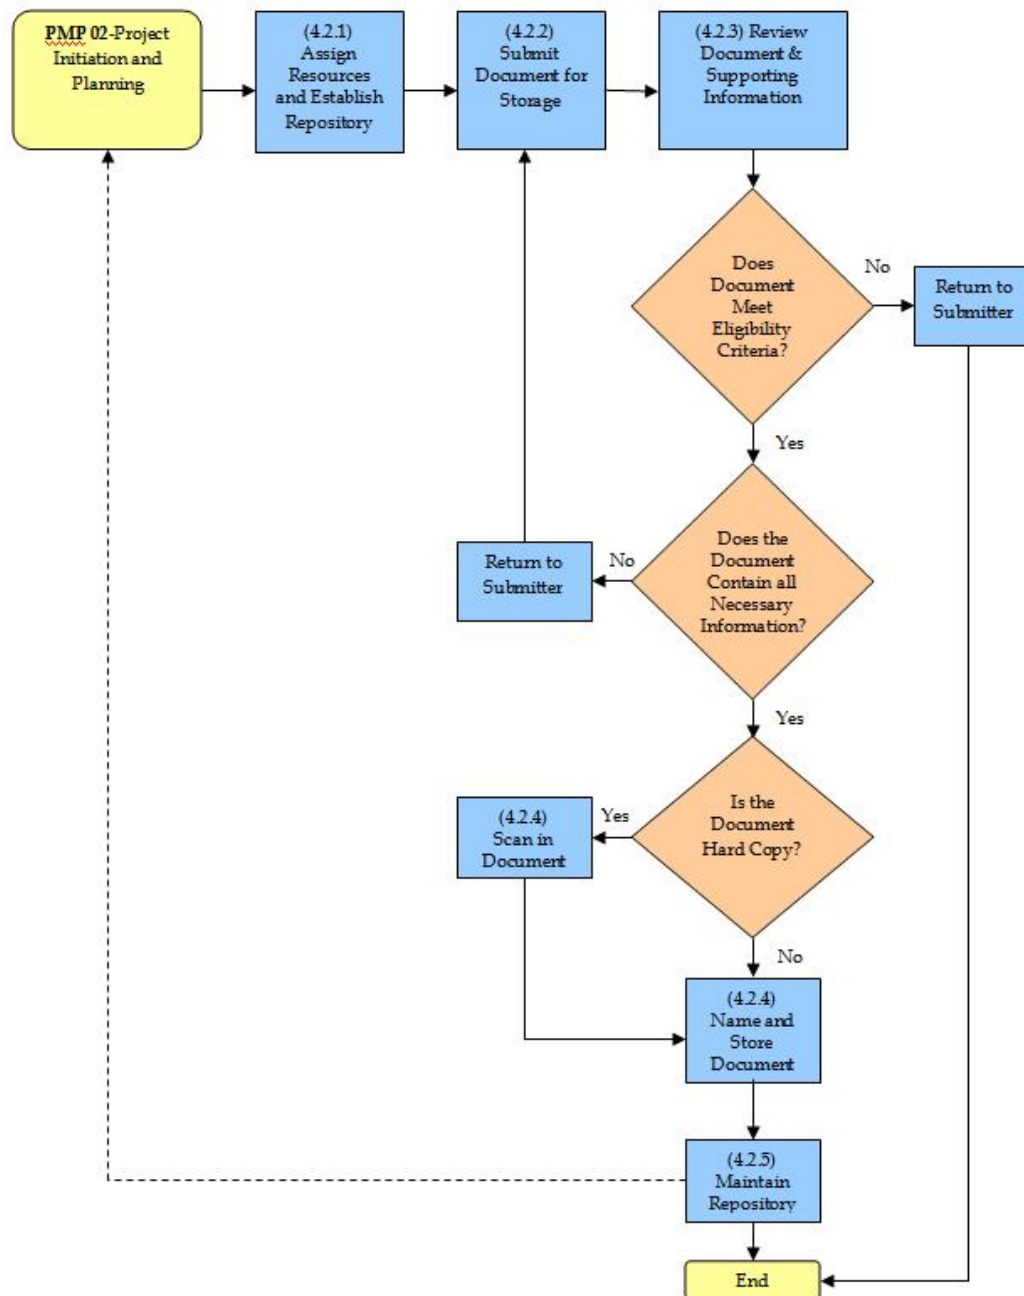 PMP 02-Project
Initiation and
Planning
(4.2.1)
Assign
Resources
and Establish
Repository
(4.2.2)
Submit
Document for
Storage
(4.2.3) Review
Document &
Supporting
Information
Does
Document
Meet
Eligibility
Criteria?
No
Return to
Submitter
Yes
Does the
Document
Contain all
Necessary
Information?
No
Return to
Submitter
Yes
Is the
Document
Hard Copy?
Yes
(4.2.4)
Scan in
Document
No
(4.2.4)
Name and
Store
Document
(4.2.5)
Maintain
Repository
End